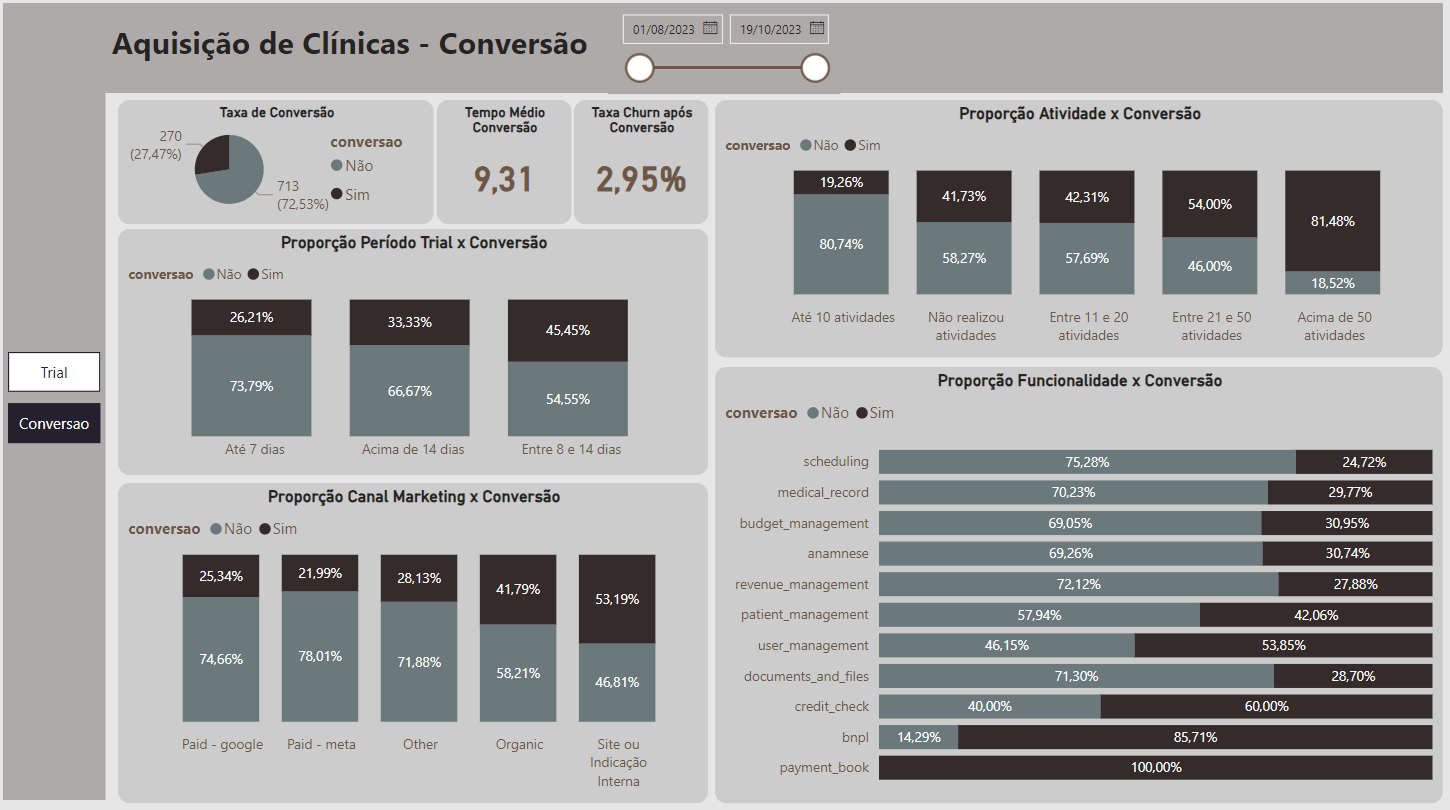 Aquisição de Clínicas - Conversão
01/08/2023
19/10/2023
Trial
Conversao
Taxa de Conversão
270
(27,47%)
713
(72,53%)
conversao
Não
Sim
Tempo Médio
Conversão
9,31
Taxa Churn após
Conversão
2,95%
Proporção Período Trial x Conversão
conversao Não Sim
26,21%
73,79%
Até 7 dias
33,33%
66,67%
Acima de 14 dias
45,45%
54,55%
Entre 8 e 14 dias
Proporção Canal Marketing x Conversão
conversao Não Sim
25,34%
74,66%
Paid - google
21,99%
78,01%
Paid - meta
28,13%
71,88%
Other
41,79%
58,21%
Organic
53,19%
46,81%
Site ou
Indicação
Interna
Proporção Atividade x Conversão
conversao Não Sim
19,26%
80,74%
Até 10 atividades
41,73%
58,27%
Não realizou
atividades
42,31%
57,69%
Entre 11 e 20
atividades
54,00%
46,00%
Entre 21 e 50
atividades
81,48%
18,52%
Acima de 50
atividades
Proporção Funcionalidade x Conversão
conversao Não Sim
scheduling 75,28% 24,72%
medical_record 70,23% 29,77%
budget_management 69,05% 30,95%
anamnese 69,26% 30,74%
revenue_management 72,12% 27,88%
patient_management 57,94% 42,06%
user_management 46,15% 53,85%
documents_and_files 71,30% 28,70%
credit_check 40,00% 60,00%
bnpl 14,29% 85,71%
payment_book 100,00%